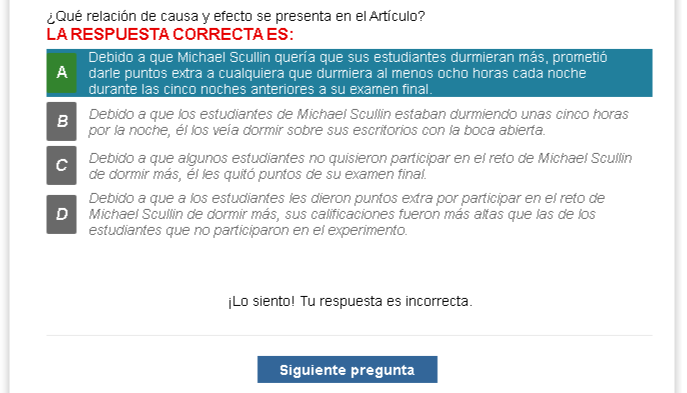 ¿Qué relación de causa y efecto se presenta en el Artículo?
LA RESPUESTA CORRECTA ES:
A Debido a que Michael Scullin quería que sus estudiantes durmieran más, prometió
darle puntos extra a cualquiera que durmiera al menos ocho horas cada noche
durante las cinco noches anteriores a su examen final.
B Debido a que los estudiantes de Michael Scullin estaban durmiendo unas cinco horas
por la noche, él los veía dormir sobre sus escritorios con la boca abierta.
C Debido a que algunos estudiantes no quisieron participar en el reto de Michael Scullin
de dormir más, él les quitó puntos de su examen final.
D Debido a que a los estudiantes les dieron puntos extra por participar en el reto de
Michael Scullin de dormir más, sus calificaciones fueron más altas que las de los
estudiantes que no participaron en el experimento.
¡Lo siento! Tu respuesta es incorrecta.
Siguiente pregunta